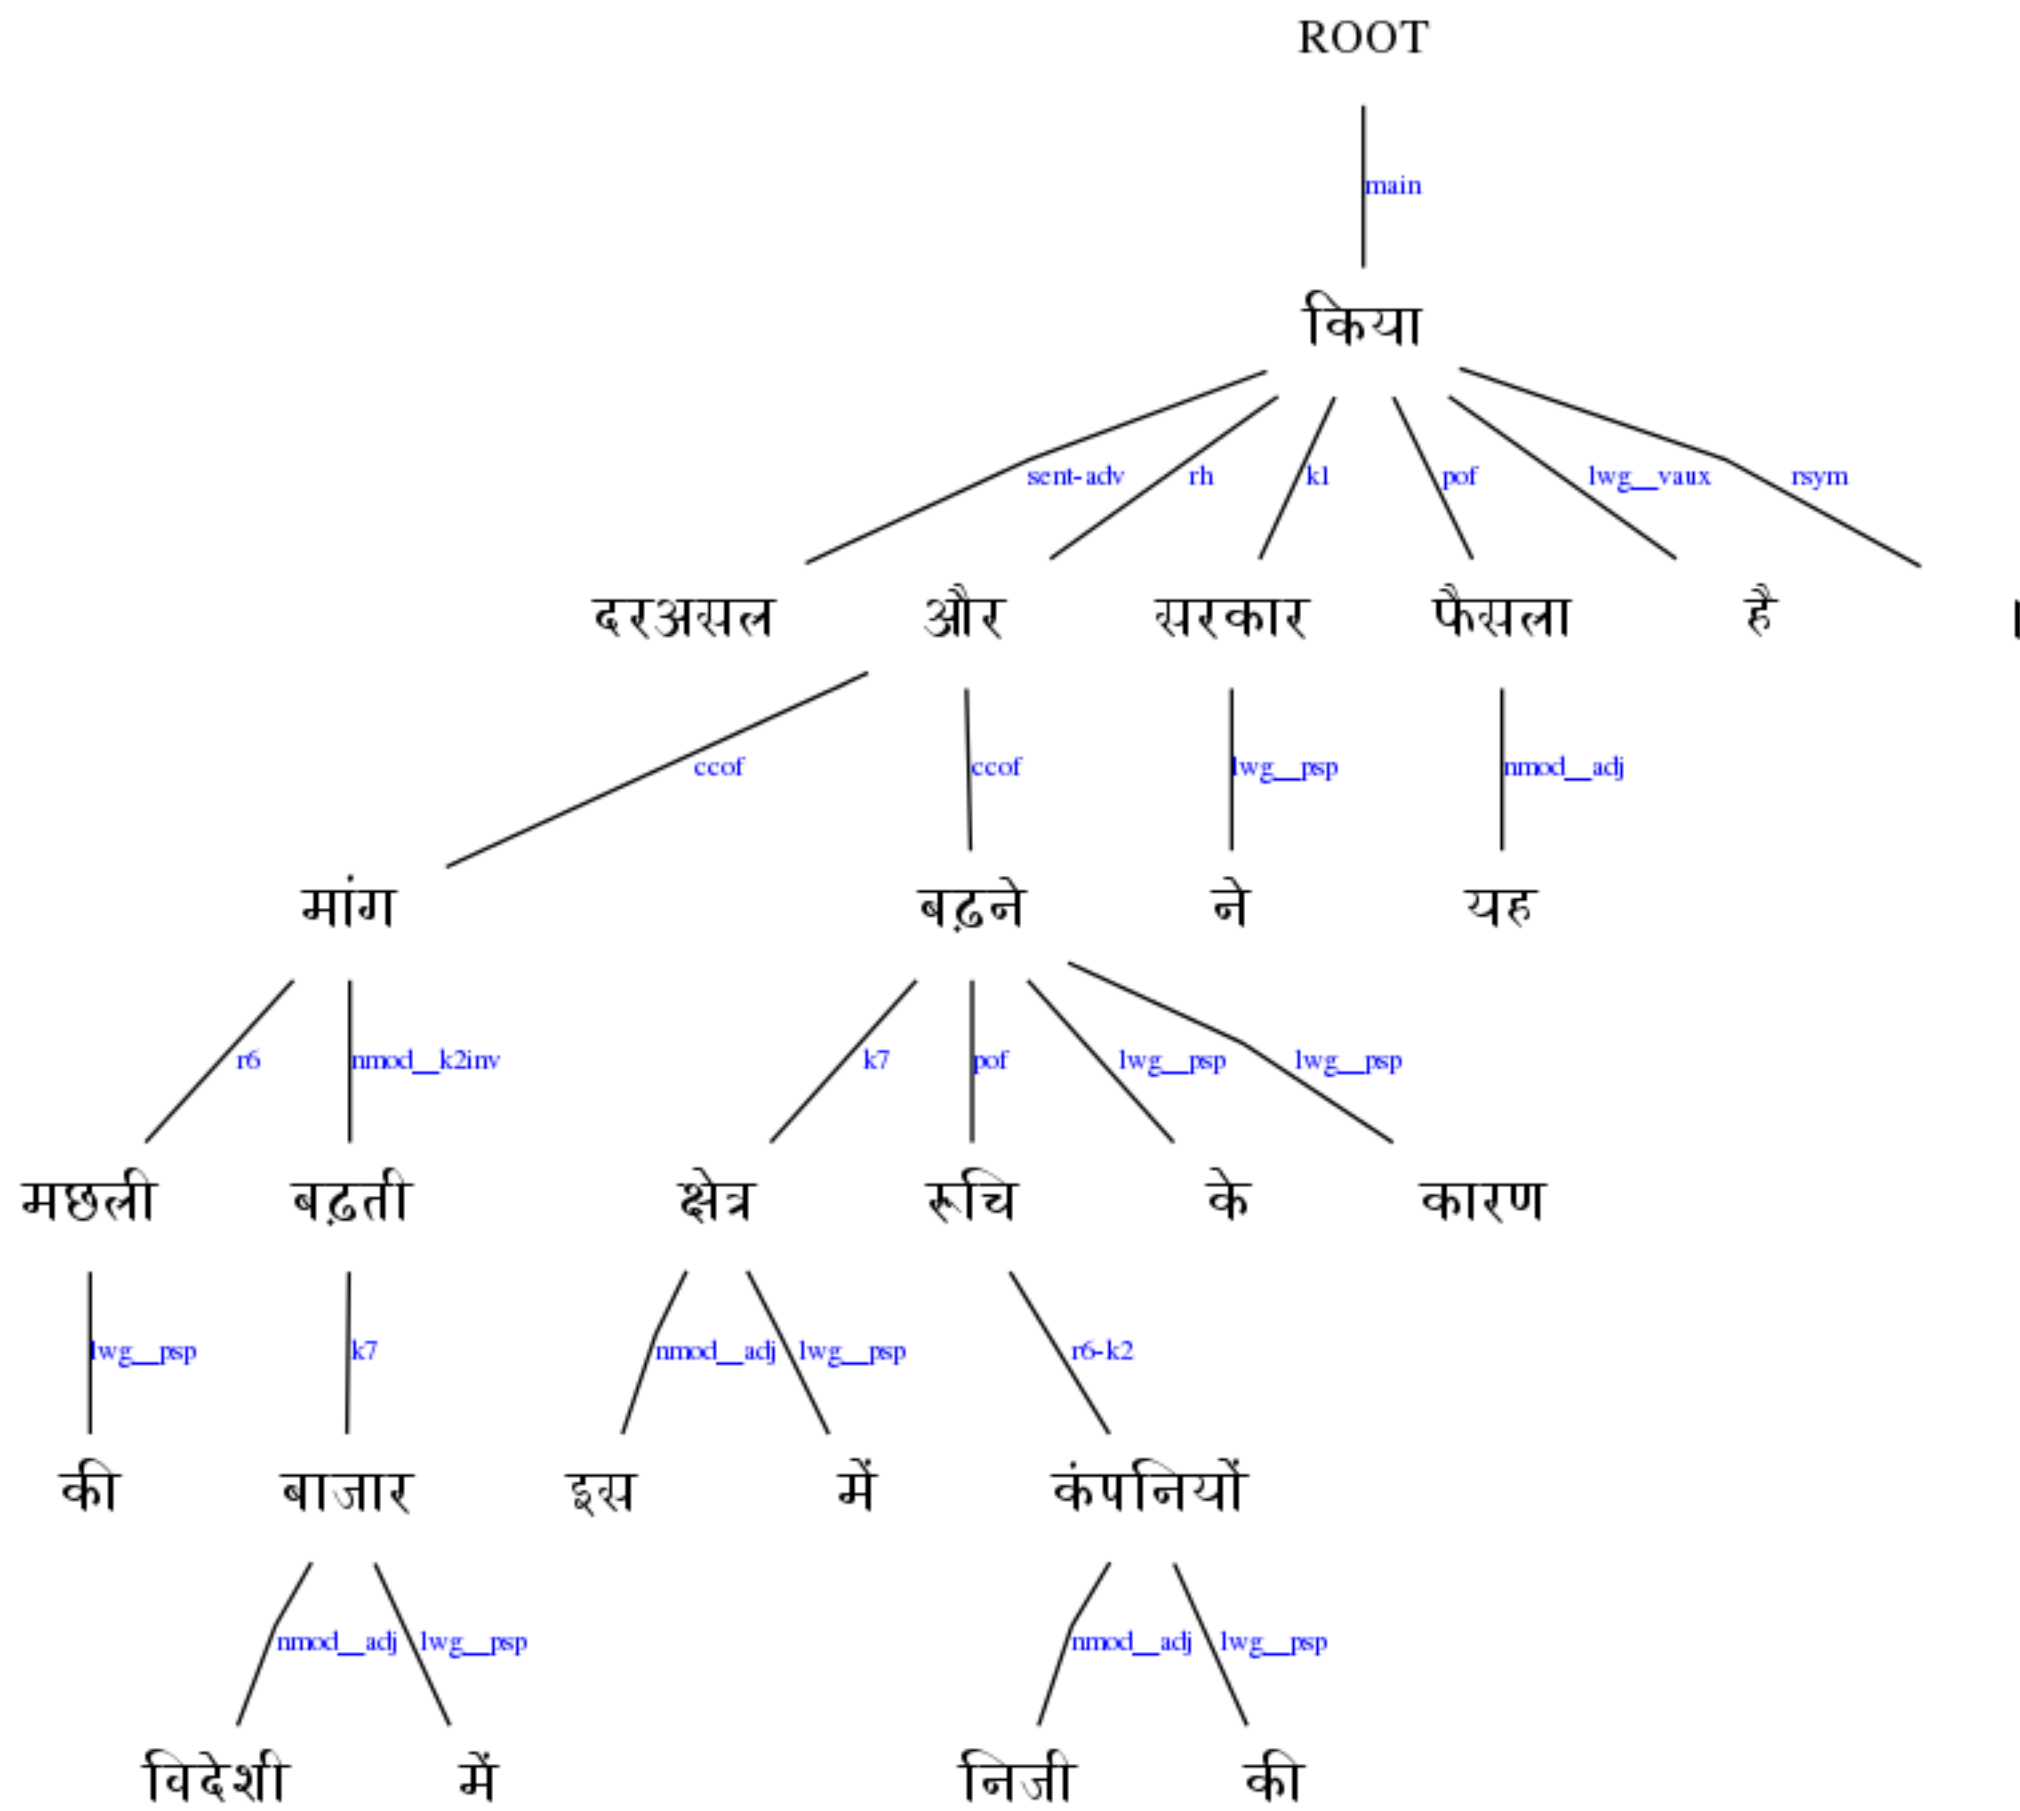 ROOT
main
किया
sent-adv rh k1 pof lwg__vaux rsym
दरअसल और सरकार फैसला है ।
ccof ccof lwg__psp nmod__adj
मांग बढ़ने ने यह
r6 nmod__k2inv k7 pof lwg__psp lwg__psp
मछली बढ़ती क्षेत्र रूचि के कारण
lwg__psp k7 nmod__adj lwg__psp r6-k2
की बाजार इस में कंपनियों
nmod__adj lwg__psp nmod__adj lwg__psp
विदेशी में निजी की